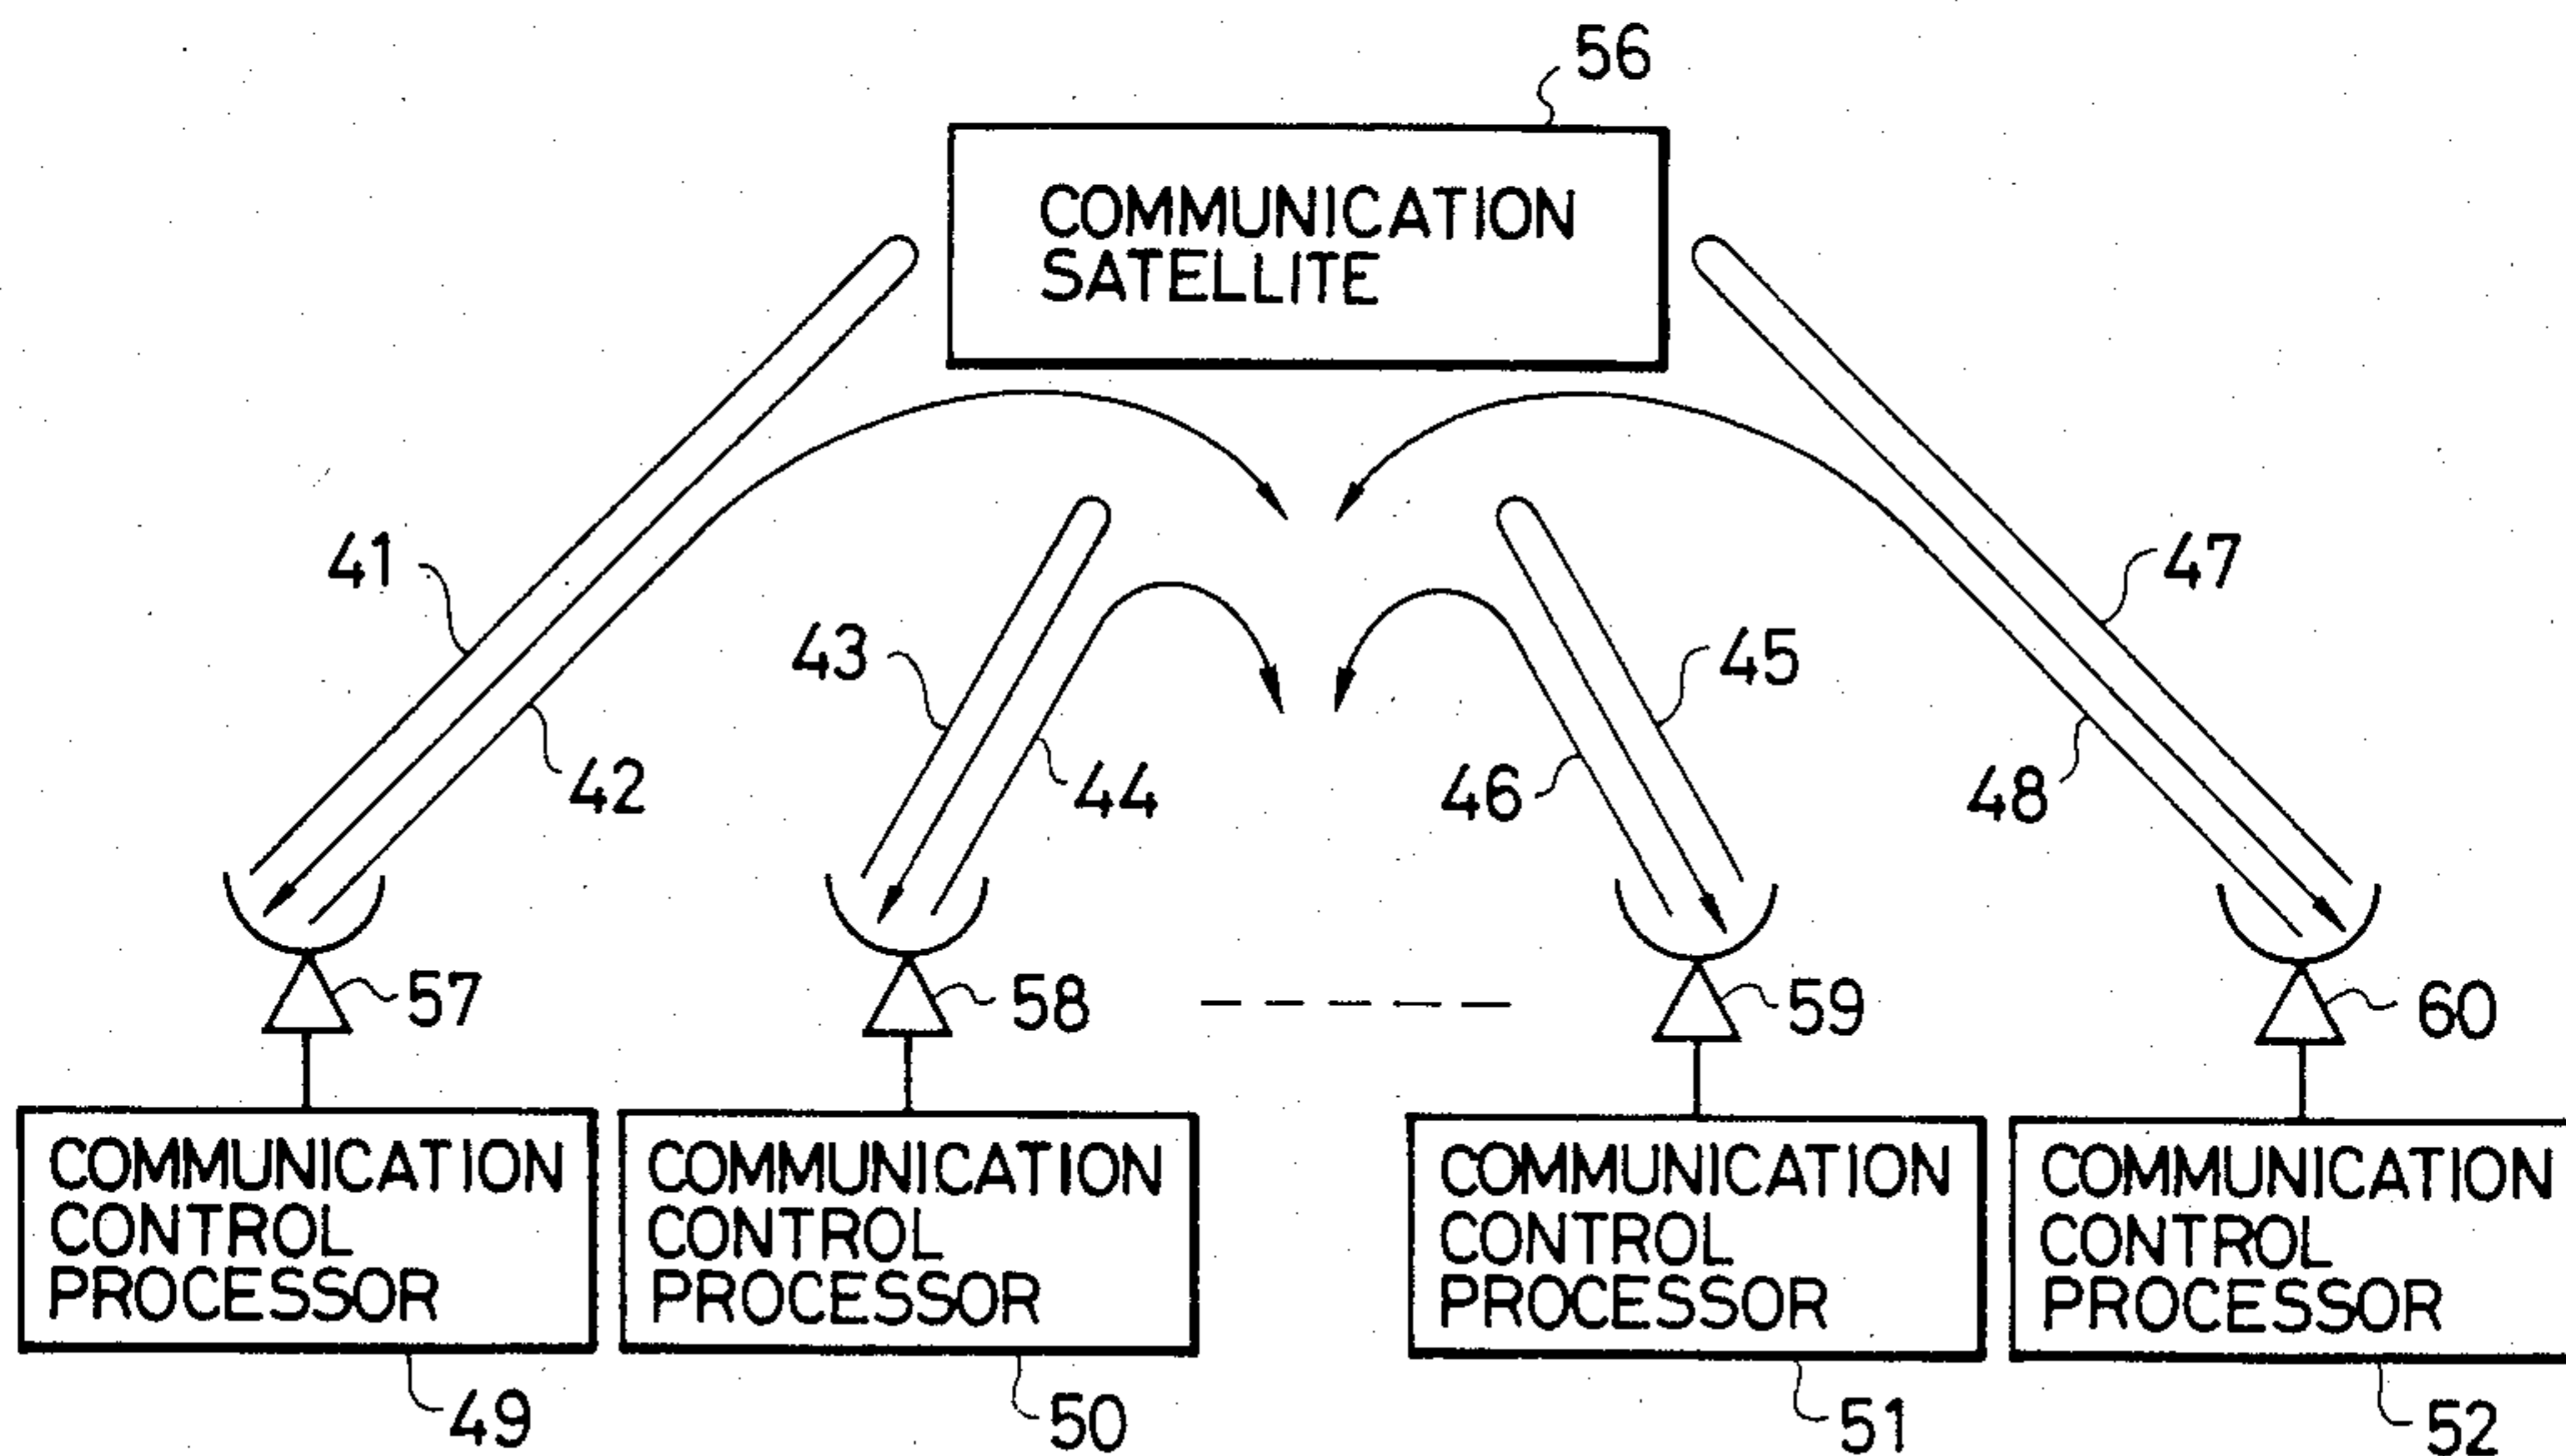 56
COMMUNICATION
SATELLITE
41
47
43
45
42
44
46
48
57
58
59
60
COMMUNICATION
CONTROL
PROCESSOR
COMMUNICATION
CONTROL
PROCESSOR
COMMUNICATION
CONTROL
PROCESSOR
COMMUNICATION
CONTROL
PROCESSOR
49
50
51
52